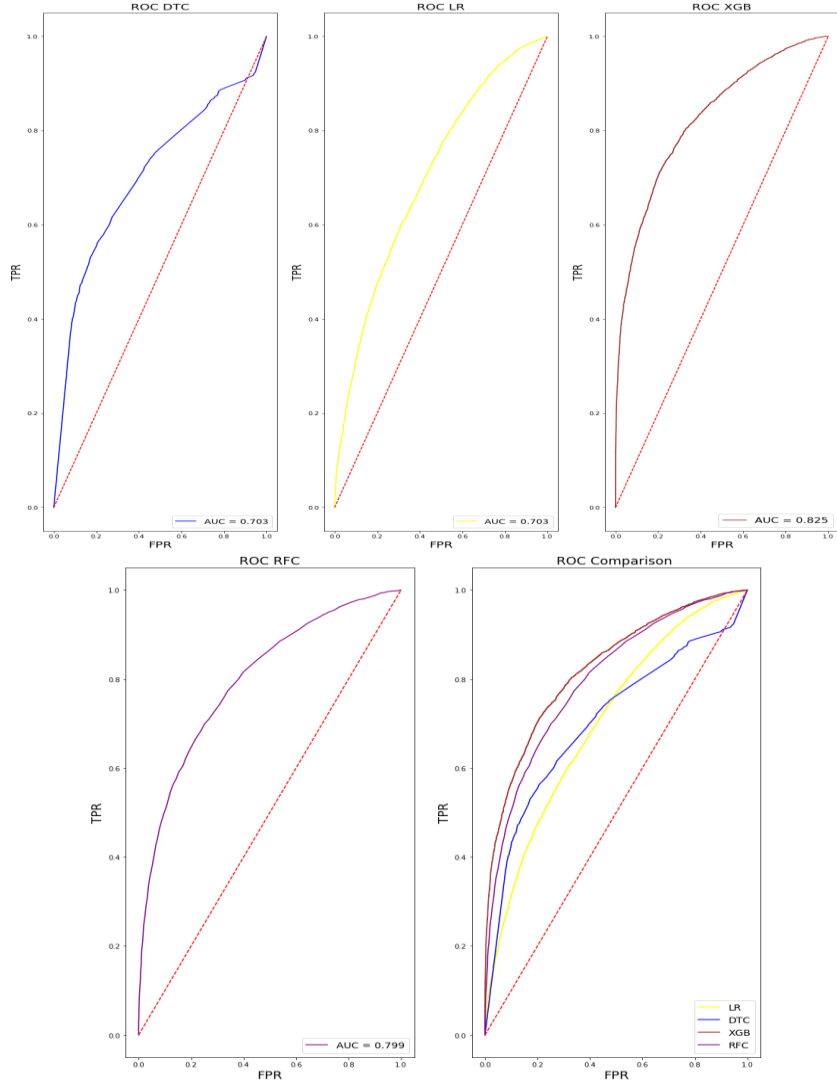 ROC DTC
TPR
1.0
0.8
0.6
0.4
0.2
0.0
AUC = 0.703
0.0 0.2 0.4 0.6 0.8 1.0
FPR
ROC LR
TPR
1.0
0.8
0.6
0.4
0.2
0.0
AUC = 0.703
0.0 0.2 0.4 0.6 0.8 1.0
FPR
ROC XGB
TPR
1.0
0.8
0.6
0.4
0.2
0.0
AUC = 0.825
0.0 0.2 0.4 0.6 0.8 1.0
FPR
ROC RFC
TPR
1.0
0.8
0.6
0.4
0.2
0.0
AUC = 0.799
0.0 0.2 0.4 0.6 0.8 1.0
FPR
ROC Comparison
TPR
1.0
0.8
0.6
0.4
0.2
0.0
LR
DTC
XGB
RFC
0.0 0.2 0.4 0.6 0.8 1.0
FPR